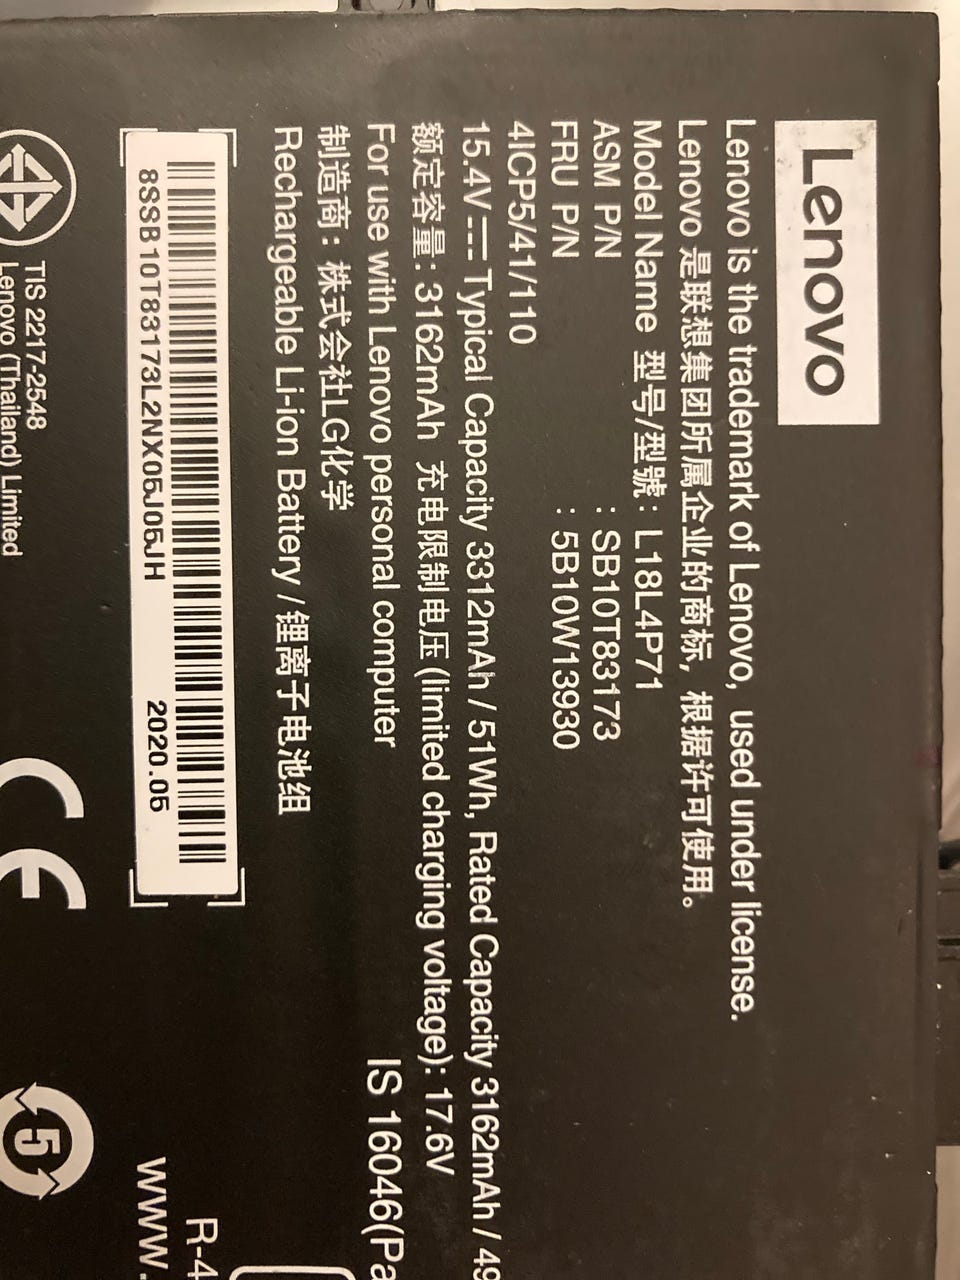 Lenovo
Lenovo is the trademark of Lenovo, used under license.
Lenovo 是联想集团所属企业的商标, 根据许可使用。
Model Name 型号/型號: L18L4P71
ASM P/N : SB10T83173
FRU P/N : 5B10W13930
4ICP5/41/110
15.4V⎓ Typical Capacity 3312mAh / 51Wh, Rated Capacity 3162mAh / 49
额定容量: 3162mAh 充电限制电压 (limited charging voltage): 17.6V
For use with Lenovo personal computer
IS 16046(Pa
制造商: 株式会社LG化学
Rechargeable Li-ion Battery / 锂离子电池组
R-4
8SSB10T83173L2NX05J05JH 2020.05
www.
TIS 2217-2548
Lenovo (Thailand) Limited
CE
5